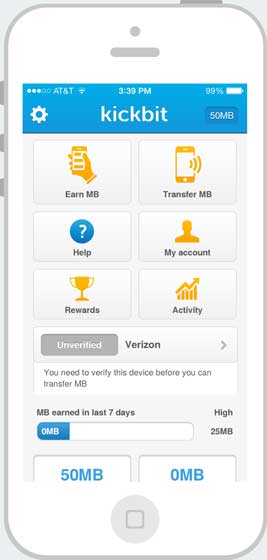 AT&T 3:39 PM 99%
kickbit 50MB
Earn MB Transfer MB
? 
Help My account
Rewards Activity
Unverified Verizon
You need to verify this device before you can
transfer MB
MB earned in last 7 days High
0MB 25MB
50MB 0MB